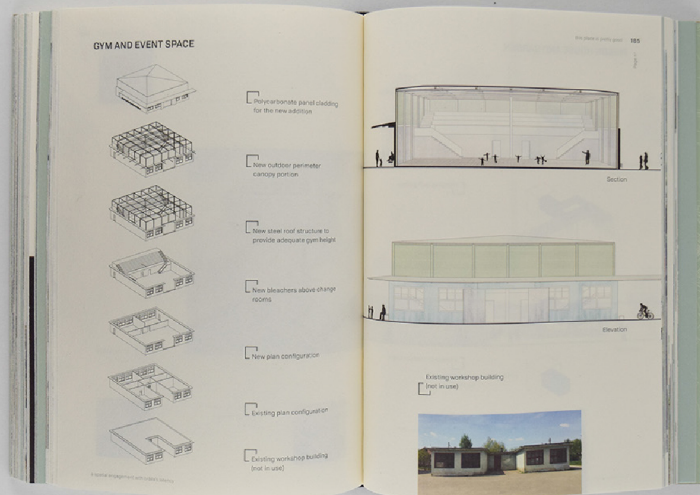 GYM AND EVENT SPACE
Polycarbonate panel cladding
for the new addition
New outdoor perimeter
canopy portion
New steel roof structure to
provide adequate gym height
New bleachers above change
rooms
New plan configuration
Existing plan configuration
Existing workshop building
(not in use)
Section
Elevation
Existing workshop building
(not in use)